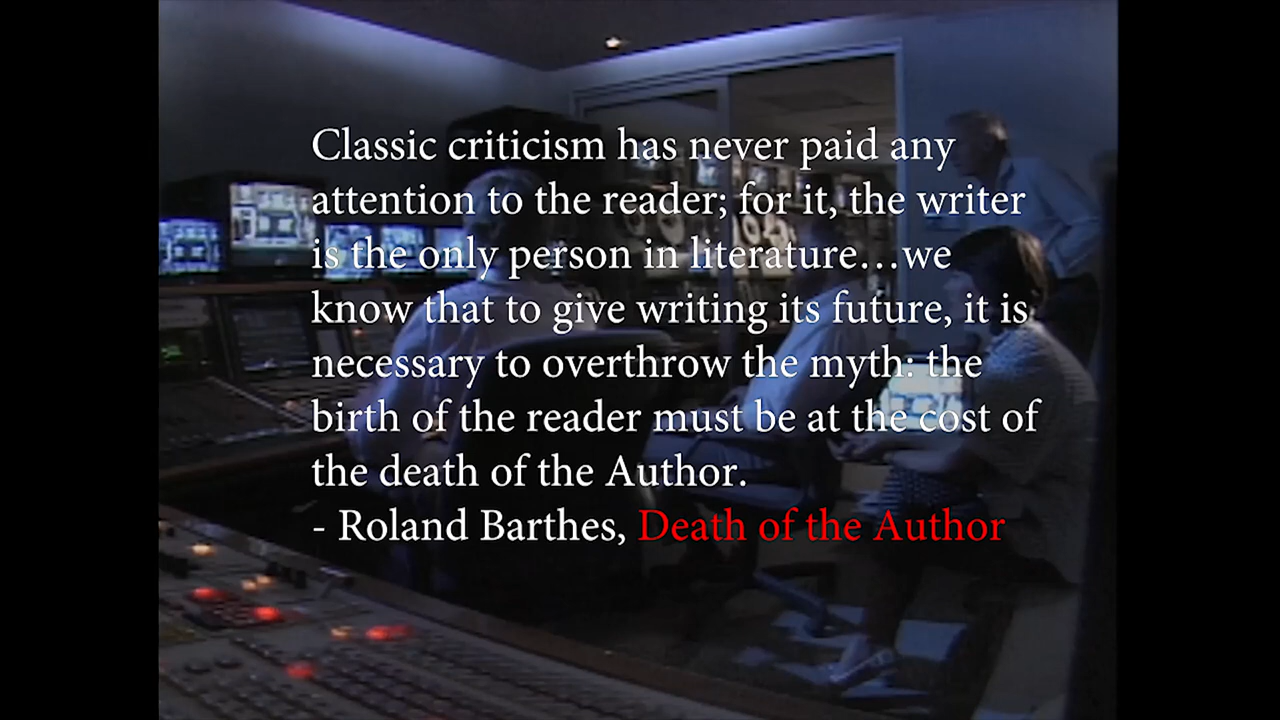 Classic criticism has never paid any
attention to the reader; for it, the writer
is the only person in literature…we
know that to give writing its future, it is
necessary to overthrow the myth: the
birth of the reader must be at the cost of
the death of the Author.
- Roland Barthes, Death of the Author